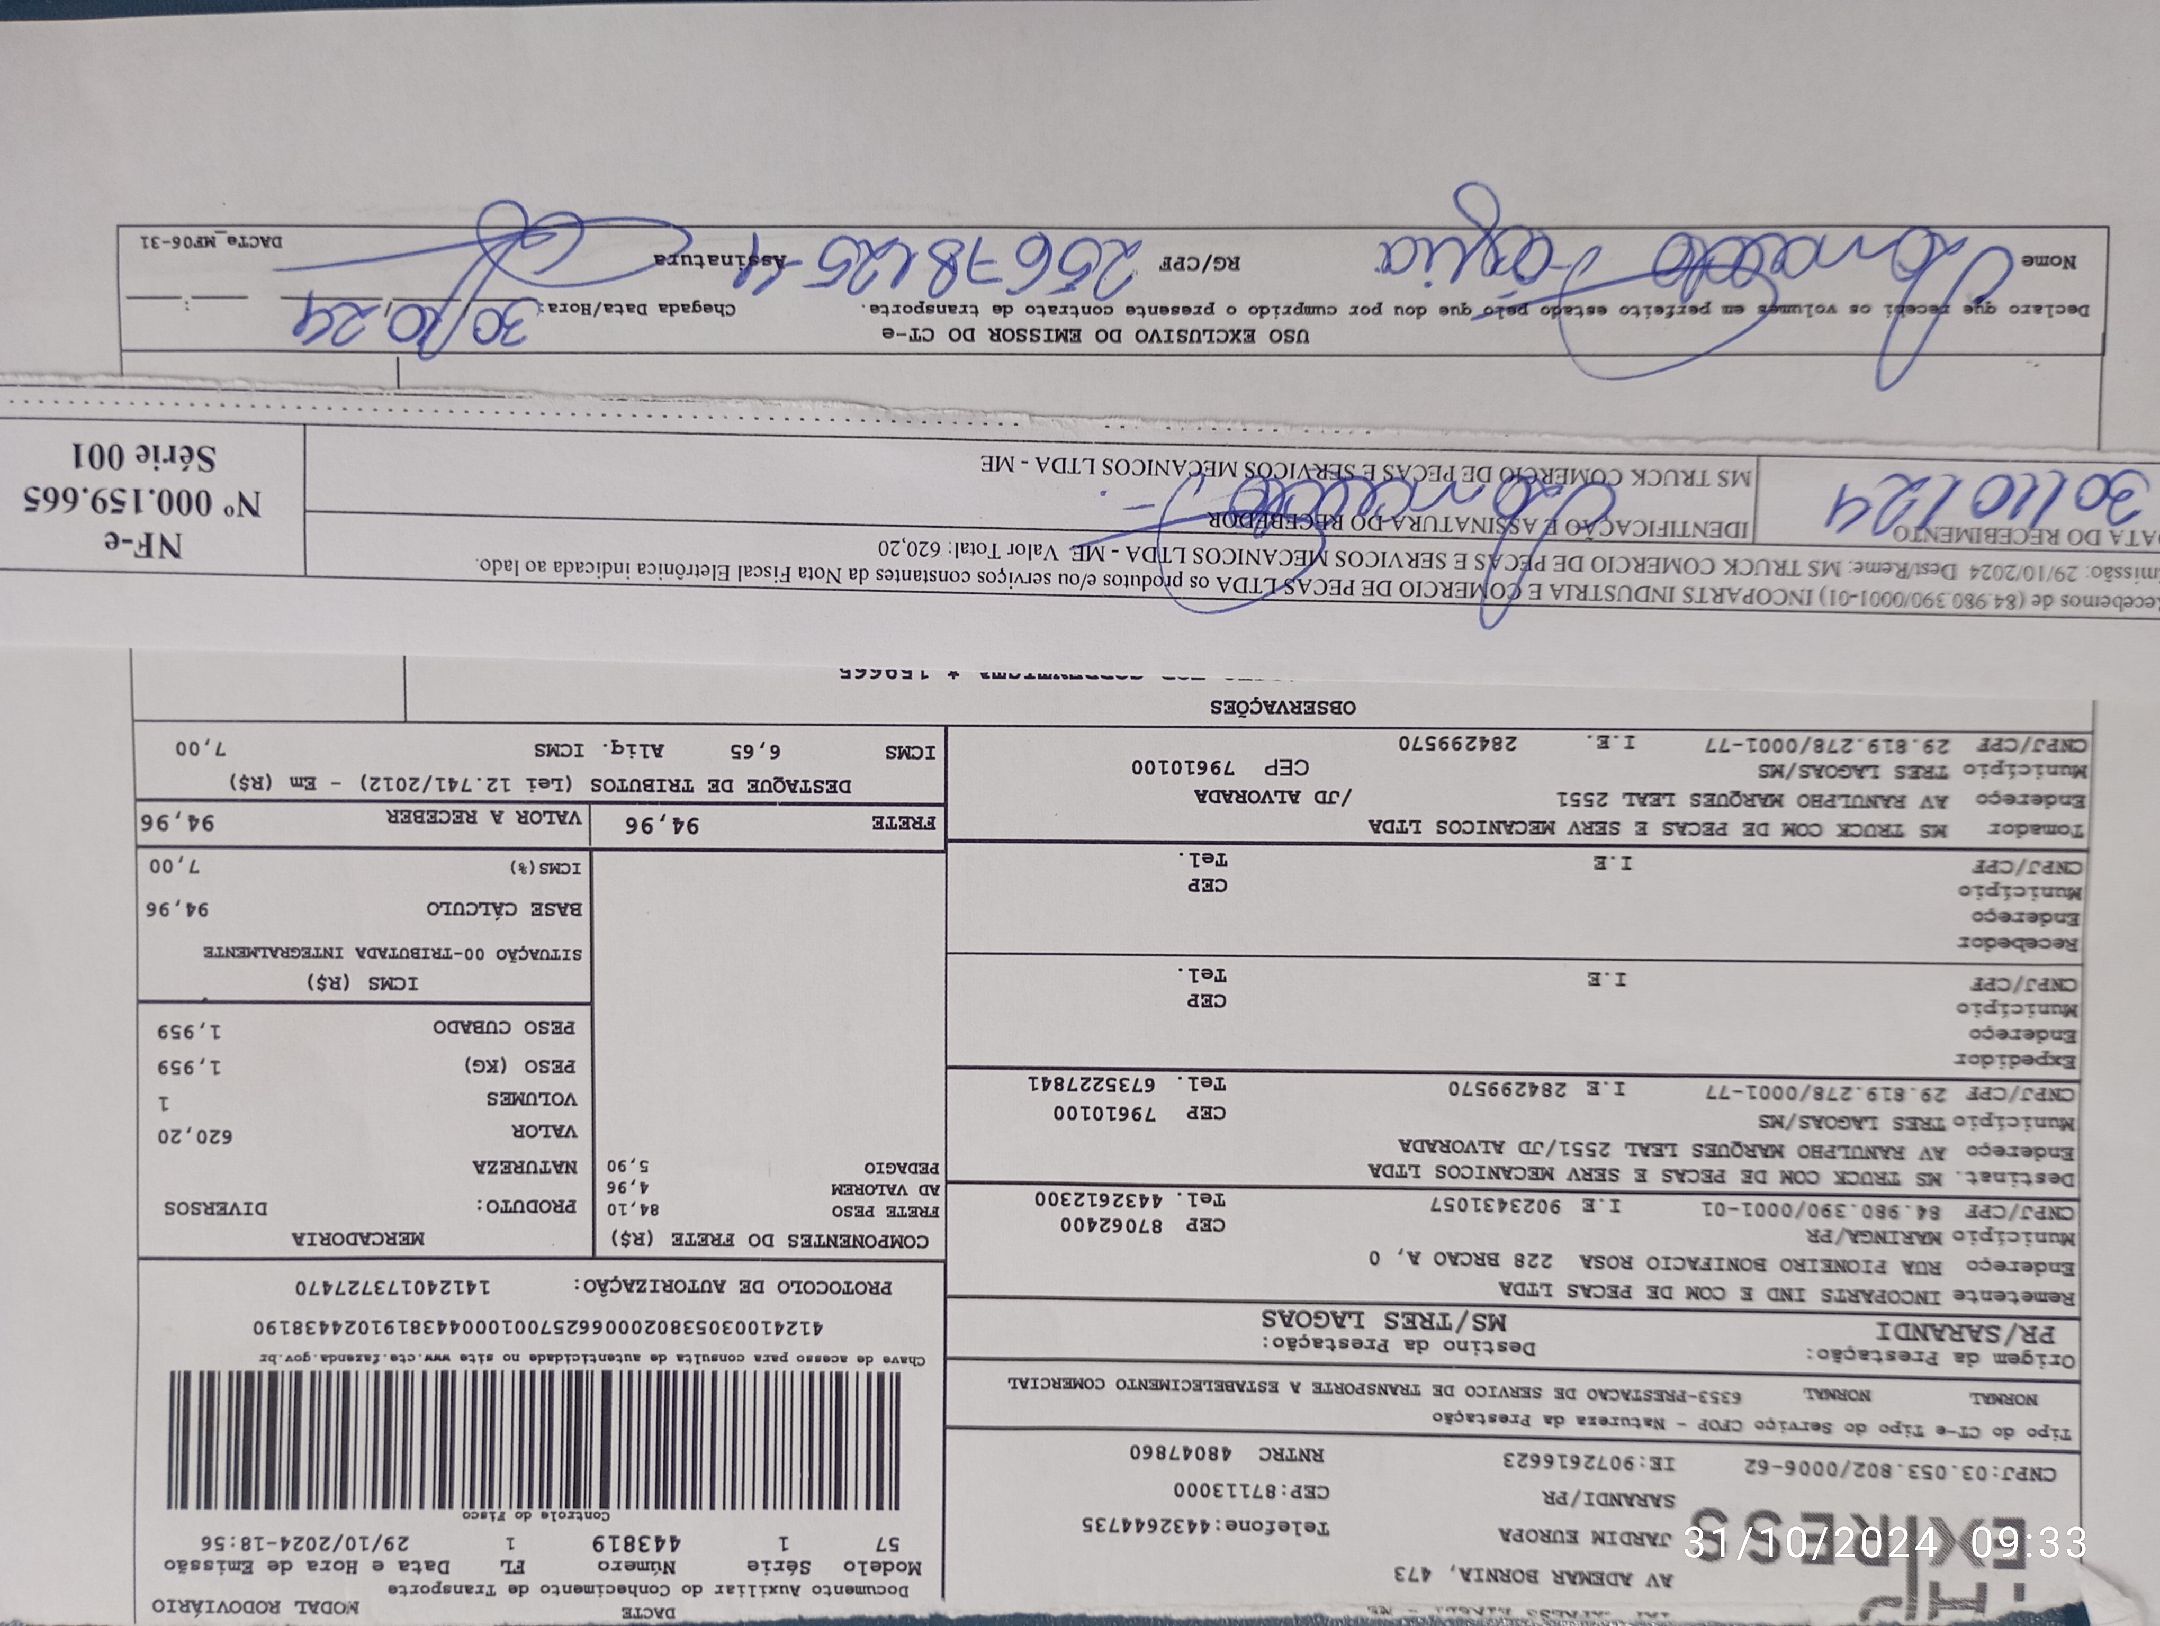 DACTE
MODAL RODOVIÁRIO
Documento Auxiliar do Conhecimento de Transporte
Modelo Série Número FL Data e Hora de Emissão
57 1 443819 1 29/10/2024-18:56
Controle do Fisco
Chave de acesso para consulta de autenticidade no site www.cte.fazenda.gov.br
41241003053802000662570010004438191024438190
PROTOCOLO DE AUTORIZAÇÃO: 141240173727470
EXPRESS
AV ADEMAR BORNIA, 473
JARDIM EUROPA Telefone:4432644735
SARANDI/PR CEP:87113000
CNPJ:03.053.802/0006-62 IE:9072616623 RNTRC 48047860
Tipo do CT-e Tipo do Serviço CFOP - Natureza da Prestação
NORMAL NORMAL 6353-PRESTACAO DE SERVICO DE TRANSPORTE A ESTABELECIMENTO COMERCIAL
Origem da Prestação: Destino da Prestação:
PR/SARANDI MS/TRES LAGOAS
Remetente INCOPARTS IND E COM DE PECAS LTDA
Endereço RUA PIONEIRO BONIFACIO ROSA 228 BRCAO A, 0
Município MARINGA/PR CEP 87062400
CNPJ/CPF 84.980.390/0001-01 I.E 9023431057 Tel. 4432612300
Destinat. MS TRUCK COM DE PECAS E SERV MECANICOS LTDA
Endereço AV RANULPHO MARQUES LEAL 2551/JD ALVORADA
Município TRES LAGOAS/MS CEP 79610100
CNPJ/CPF 29.819.278/0001-77 I.E 284299570 Tel. 6735227841
Expedidor
Endereço
Município CEP
CNPJ/CPF I.E Tel.
Recebedor
Endereço
Município CEP
CNPJ/CPF I.E Tel.
Tomador MS TRUCK COM DE PECAS E SERV MECANICOS LTDA
Endereço AV RANULPHO MARQUES LEAL 2551 /JD ALVORADA
Município TRES LAGOAS/MS CEP 79610100
CNPJ/CPF 29.819.278/0001-77 I.E. 284299570
COMPONENTES DO FRETE (R$)
FRETE PESO 84,10
AD VALOREM 4,96
PEDAGIO 5,90
MERCADORIA
PRODUTO: DIVERSOS
NATUREZA
VALOR 620,20
VOLUMES 1
PESO (KG) 1,959
PESO CUBADO 1,959
ICMS (R$)
SITUAÇÃO 00-TRIBUTADA INTEGRALMENTE
BASE CÁLCULO 94,96
ICMS(%) 7,00
FRETE 94,96 VALOR A RECEBER 94,96
DESTAQUE DE TRIBUTOS (Lei 12.741/2012) - Em (R$)
ICMS 6,65 Aliq. ICMS 7,00
OBSERVAÇÕES
* 159665
Recebemos de (84.980.390/0001-01) INCOPARTS INDUSTRIA E COMERCIO DE PECAS LTDA os produtos e/ou serviços constantes da Nota Fiscal Eletrônica indicada ao lado.
Emissão: 29/10/2024 Dest/Reme: MS TRUCK COMERCIO DE PECAS E SERVICOS MECANICOS LTDA - ME Valor Total: 620,20
DATA DO RECEBIMENTO IDENTIFICAÇÃO E ASSINATURA DO RECEBEDOR
30/10/24
MS TRUCK COMERCIO DE PECAS E SERVICOS MECANICOS LTDA - ME
NF-e
Nº 000.159.665
Série 001
USO EXCLUSIVO DO EMISSOR DO CT-e
Declaro que recebi os volumes em perfeito estado pelo que dou por cumprido o presente contrato de transporte. Chegada Data/Hora: 30/10,24
Nome RG/CPF 25678125-4 Assinatura
DACTe_MF06-31
31/10/2024 09:33